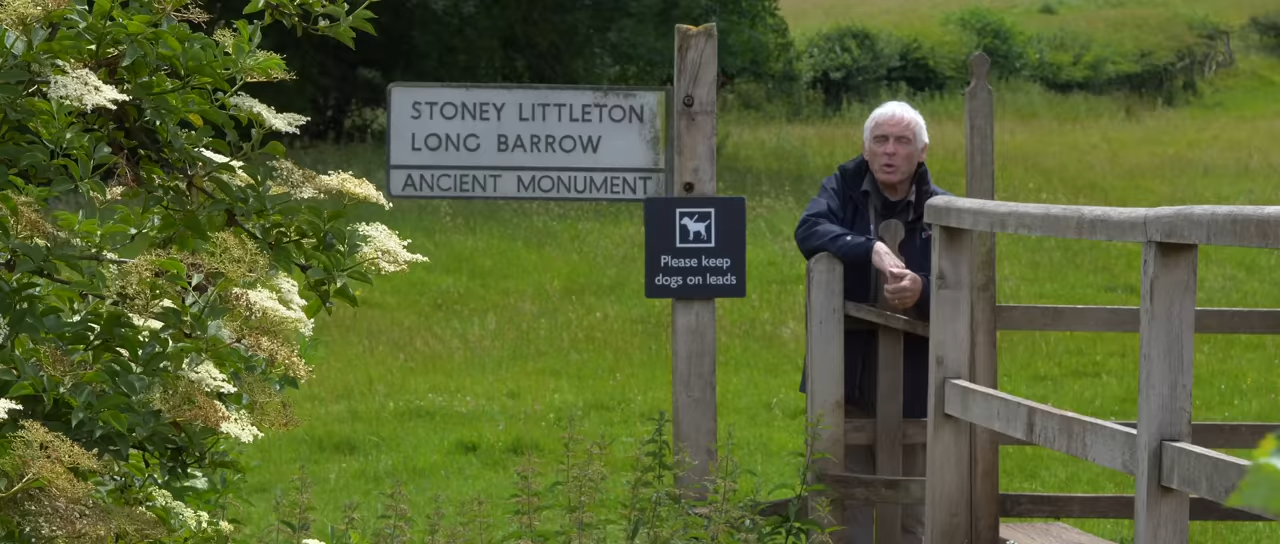 STONEY LITTLETON
LONG BARROW
ANCIENT MONUMENT
Please keep
dogs on leads